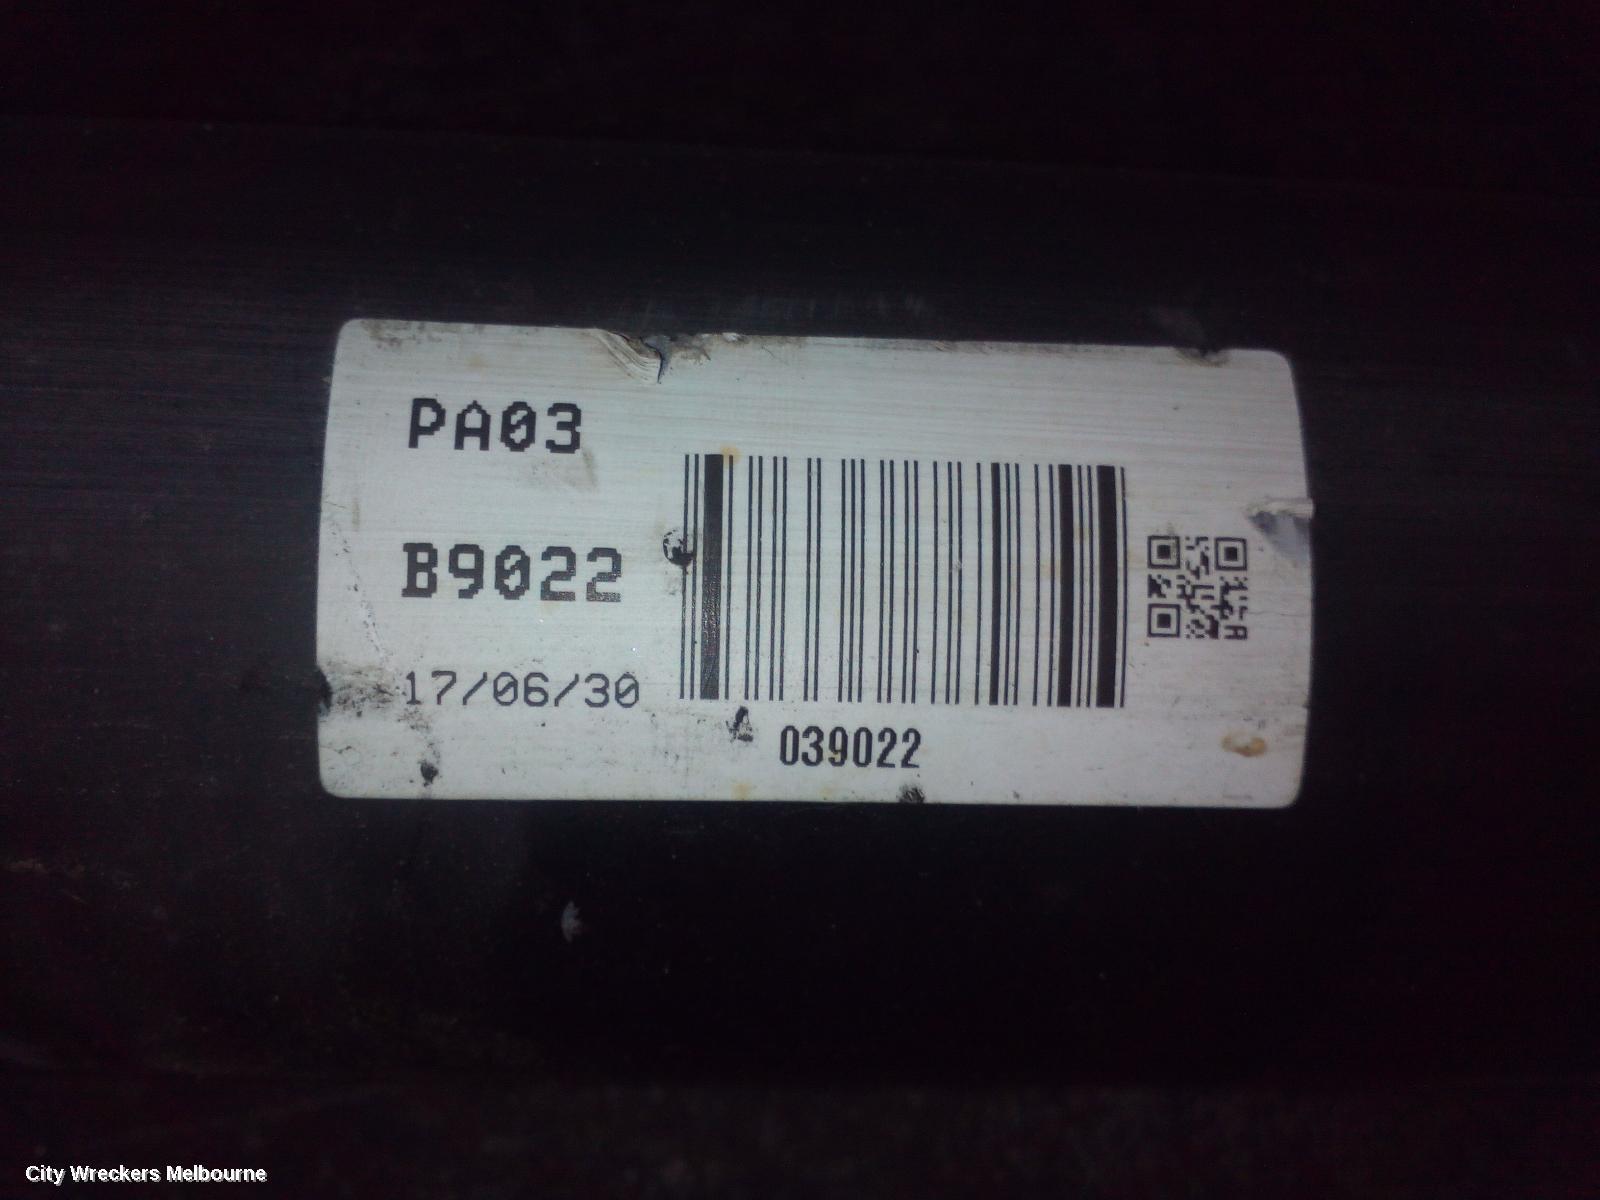 PA03
B9022
17/06/30
039022
City Wreckers Melbourne